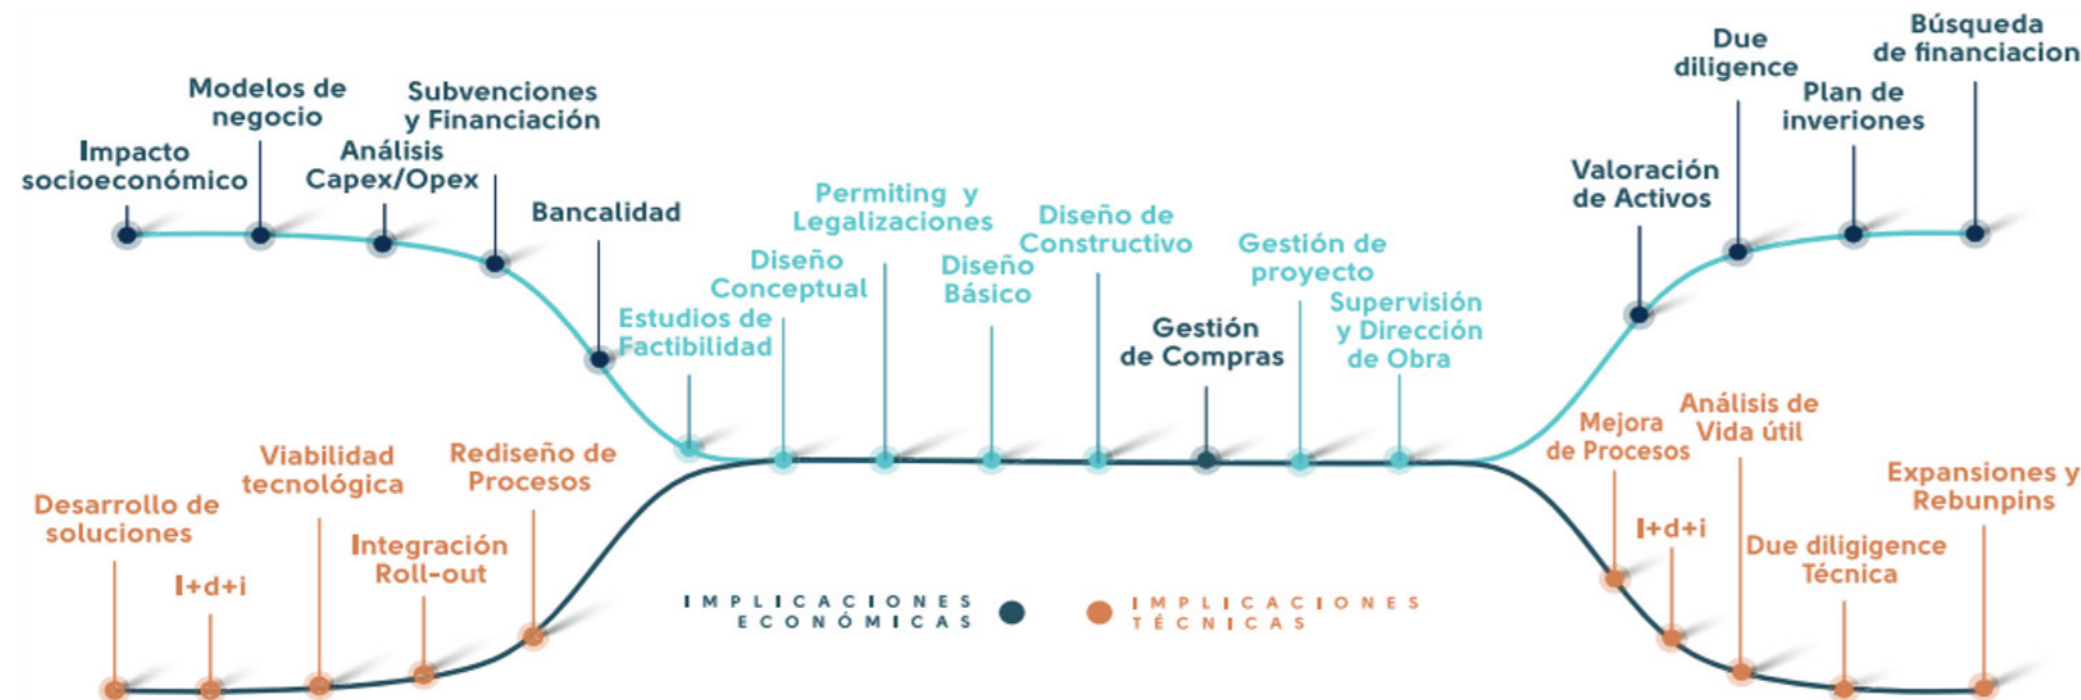 Impacto
socioeconómico
Modelos de
negocio
Análisis
Capex/Opex
Subvenciones
y Financiación
Bancalidad
Estudios de
Factibilidad
Diseño
Conceptual
Permiting y
Legalizaciones
Diseño
Básico
Diseño de
Constructivo
Gestión
de Compras
Gestión de
proyecto
Supervisión
y Dirección
de Obra
Valoración
de Activos
Due
diligence
Plan de
inveriones
Búsqueda
de financiacion
Desarrollo de
soluciones
I+d+i
Viabilidad
tecnológica
Integración
Roll-out
Rediseño de
Procesos
IMPLICACIONES
ECONÓMICAS
IMPLICACIONES
TÉCNICAS
Mejora
de Procesos
I+d+i
Análisis de
Vida útil
Due diligigence
Técnica
Expansiones y
Rebunpins